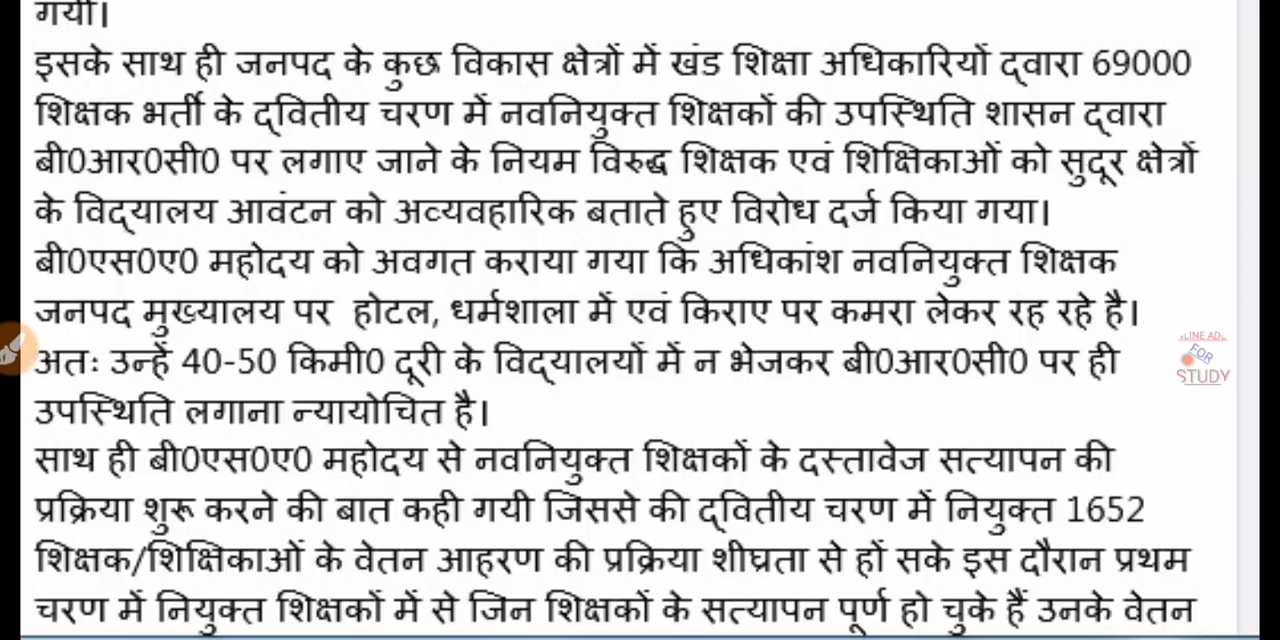 गयी।
इसके साथ ही जनपद के कुछ विकास क्षेत्रों में खंड शिक्षा अधिकारियों द्वारा 69000
शिक्षक भर्ती के द्वितीय चरण में नवनियुक्त शिक्षकों की उपस्थिति शासन द्वारा
बी0आर0सी0 पर लगाए जाने के नियम विरुद्ध शिक्षक एवं शिक्षिकाओं को सुदूर क्षेत्रों
के विद्यालय आवंटन को अव्यवहारिक बताते हुए विरोध दर्ज किया गया।
बी0एस0ए0 महोदय को अवगत कराया गया कि अधिकांश नवनियुक्त शिक्षक
जनपद मुख्यालय पर होटल, धर्मशाला में एवं किराए पर कमरा लेकर रह रहे है।
अतः उन्हें 40-50 किमी0 दूरी के विद्यालयों में न भेजकर बी0आर0सी0 पर ही
उपस्थिति लगाना न्यायोचित है।
साथ ही बी0एस0ए0 महोदय से नवनियुक्त शिक्षकों के दस्तावेज सत्यापन की
प्रक्रिया शुरू करने की बात कही गयी जिससे की द्वितीय चरण में नियुक्त 1652
शिक्षक/शिक्षिकाओं के वेतन आहरण की प्रक्रिया शीघ्रता से हों सके इस दौरान प्रथम
चरण में नियुक्त शिक्षकों में से जिन शिक्षकों के सत्यापन पूर्ण हो चुके हैं उनके वेतन
FOR
STUDY